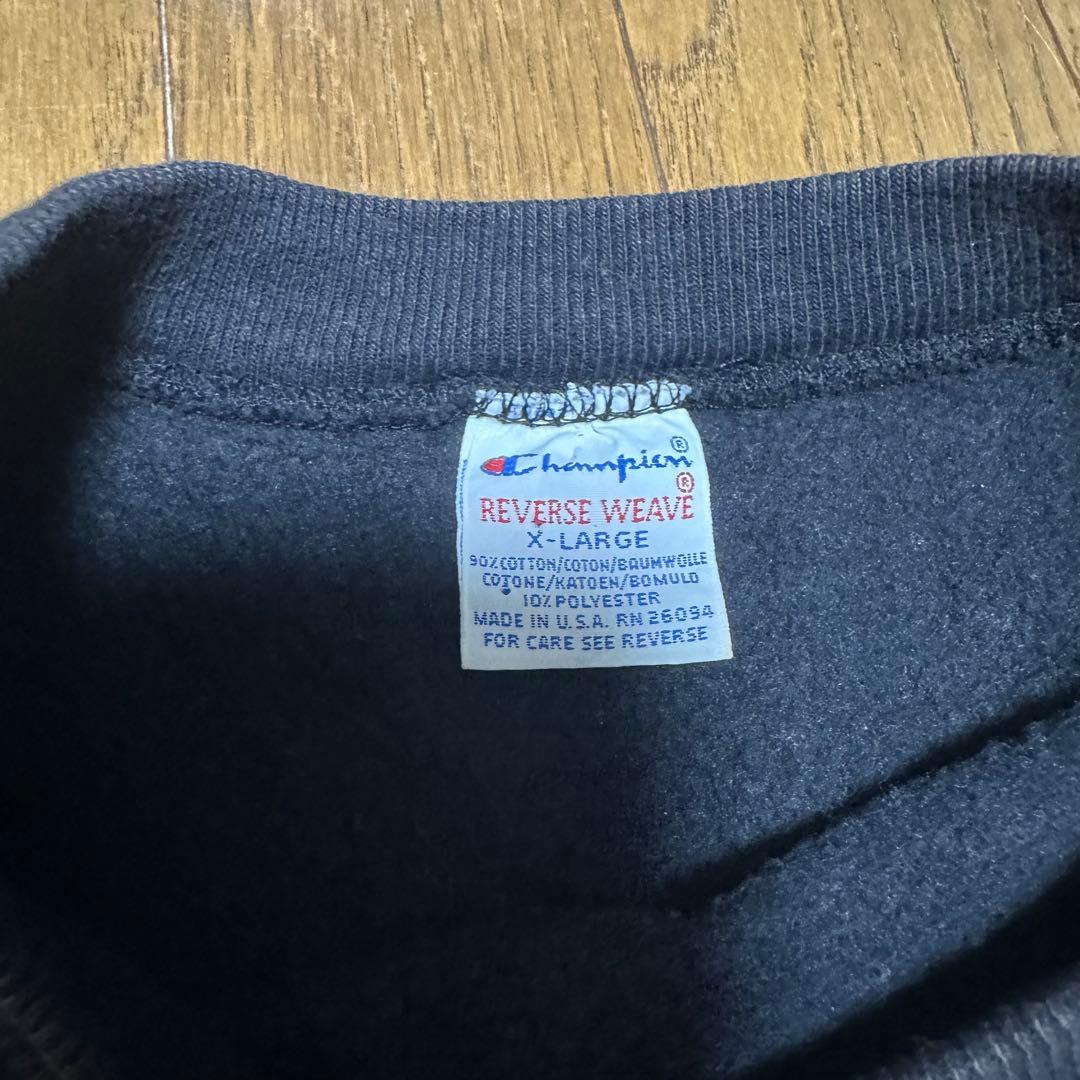 Champion®
REVERSE WEAVE®
X-LARGE
90% COTTON/COTON/BAUMWOLLE
COTONE/KATOEN/BOMULD
10% POLYESTER
MADE IN U.S.A. RN 26094
FOR CARE SEE REVERSE